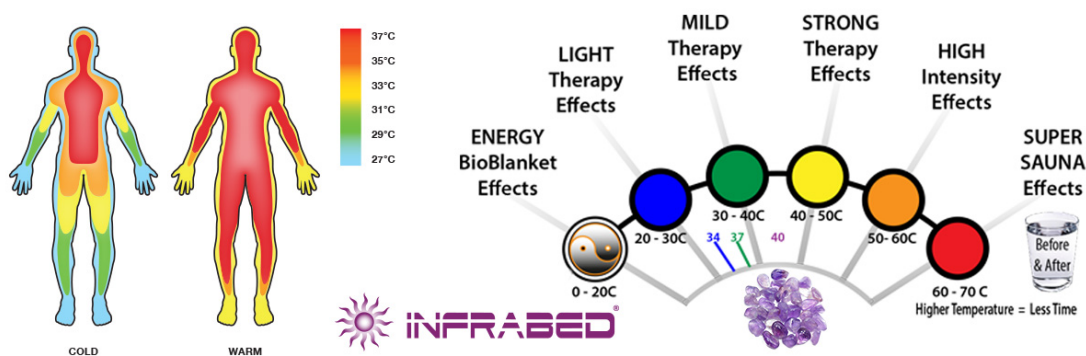 37°C
35°C
33°C
31°C
29°C
27°C
COLD
WARM
INFRABED®
ENERGY
BioBlanket
Effects
LIGHT
Therapy
Effects
MILD
Therapy
Effects
STRONG
Therapy
Effects
HIGH
Intensity
Effects
SUPER
SAUNA
Effects
0 - 20C
20 - 30C
30 - 40C
40 - 50C
50- 60C
60 - 70 C
34
37
40
Before
& After
Higher Temperature = Less Time